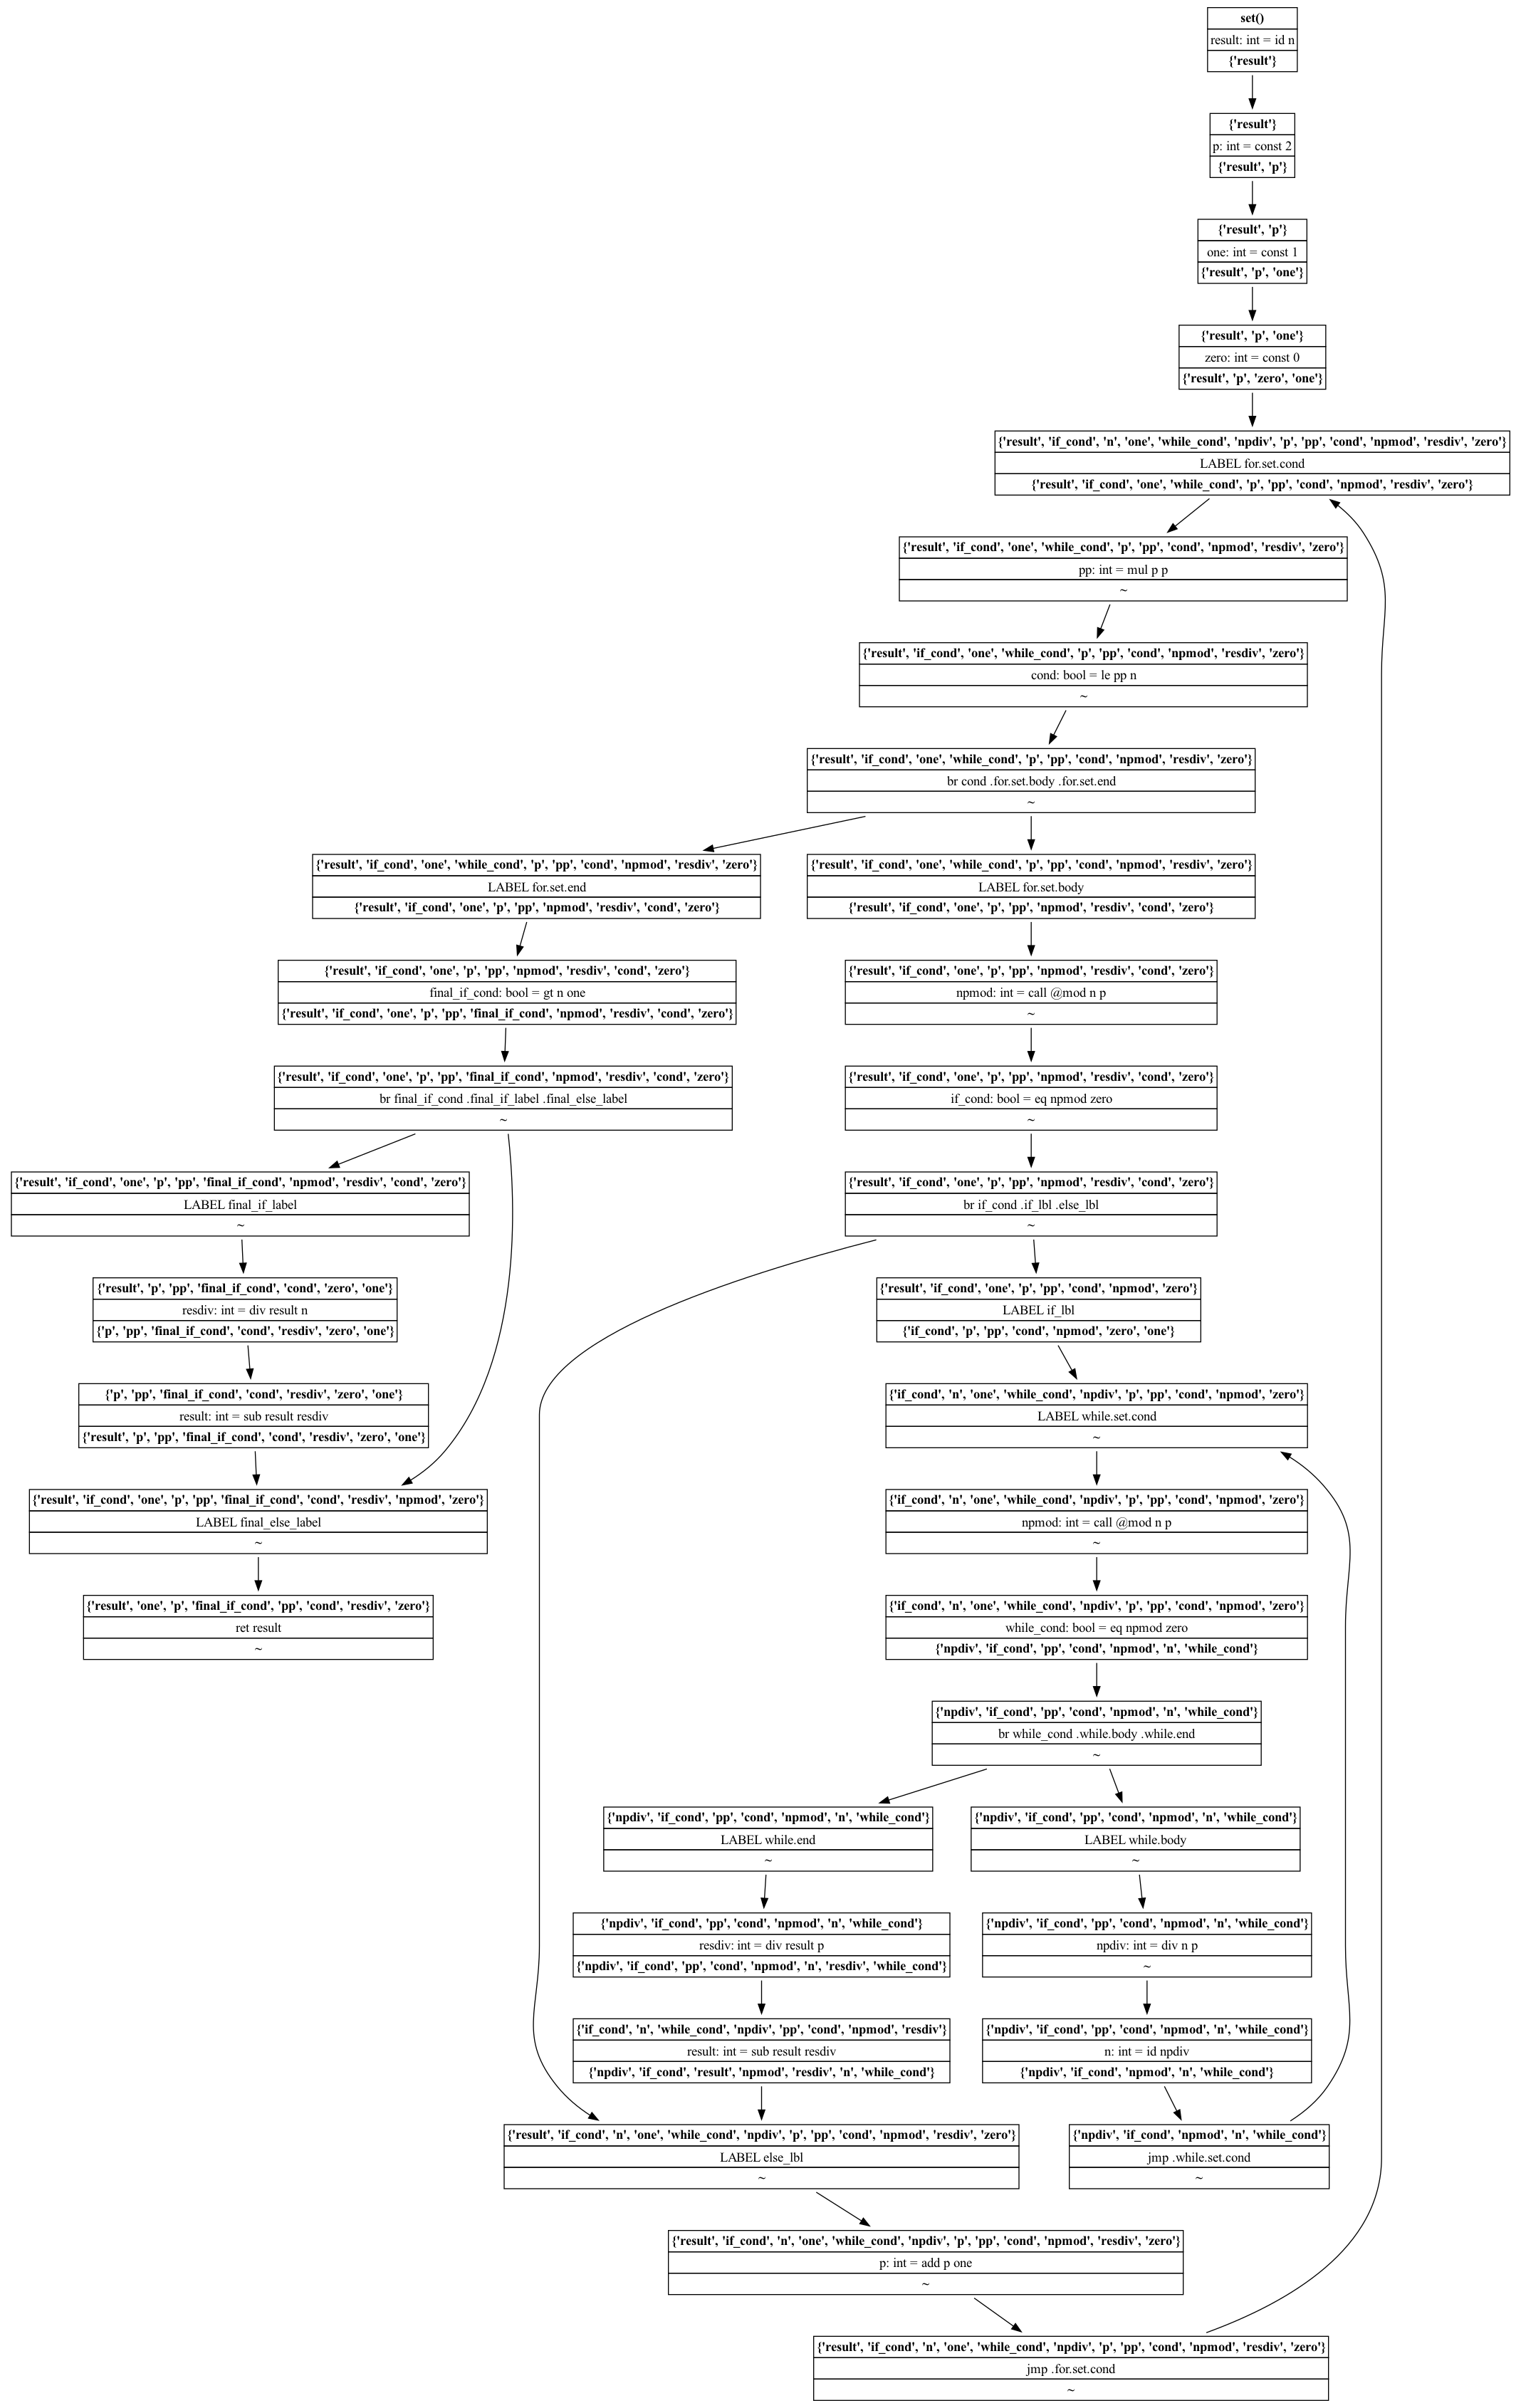 set()
result: int = id n
{'result'}
{'result'}
p: int = const 2
{'result', 'p'}
{'result', 'p'}
one: int = const 1
{'result', 'p', 'one'}
{'result', 'p', 'one'}
zero: int = const 0
{'result', 'p', 'zero', 'one'}
{'result', 'if_cond', 'n', 'one', 'while_cond', 'npdiv', 'p', 'pp', 'cond', 'npmod', 'resdiv', 'zero'}
LABEL for.set.cond
{'result', 'if_cond', 'one', 'while_cond', 'p', 'pp', 'cond', 'npmod', 'resdiv', 'zero'}
{'result', 'if_cond', 'one', 'while_cond', 'p', 'pp', 'cond', 'npmod', 'resdiv', 'zero'}
pp: int = mul p p
~
{'result', 'if_cond', 'one', 'while_cond', 'p', 'pp', 'cond', 'npmod', 'resdiv', 'zero'}
cond: bool = le pp n
~
{'result', 'if_cond', 'one', 'while_cond', 'p', 'pp', 'cond', 'npmod', 'resdiv', 'zero'}
br cond .for.set.body .for.set.end
~
{'result', 'if_cond', 'one', 'while_cond', 'p', 'pp', 'cond', 'npmod', 'resdiv', 'zero'}
LABEL for.set.end
{'result', 'if_cond', 'one', 'p', 'pp', 'npmod', 'resdiv', 'cond', 'zero'}
{'result', 'if_cond', 'one', 'while_cond', 'p', 'pp', 'cond', 'npmod', 'resdiv', 'zero'}
LABEL for.set.body
{'result', 'if_cond', 'one', 'p', 'pp', 'npmod', 'resdiv', 'cond', 'zero'}
{'result', 'if_cond', 'one', 'p', 'pp', 'npmod', 'resdiv', 'cond', 'zero'}
final_if_cond: bool = gt n one
{'result', 'if_cond', 'one', 'p', 'pp', 'final_if_cond', 'npmod', 'resdiv', 'cond', 'zero'}
{'result', 'if_cond', 'one', 'p', 'pp', 'npmod', 'resdiv', 'cond', 'zero'}
npmod: int = call @mod n p
~
{'result', 'if_cond', 'one', 'p', 'pp', 'final_if_cond', 'npmod', 'resdiv', 'cond', 'zero'}
br final_if_cond .final_if_label .final_else_label
~
{'result', 'if_cond', 'one', 'p', 'pp', 'npmod', 'resdiv', 'cond', 'zero'}
if_cond: bool = eq npmod zero
~
{'result', 'if_cond', 'one', 'p', 'pp', 'final_if_cond', 'npmod', 'resdiv', 'cond', 'zero'}
LABEL final_if_label
~
{'result', 'if_cond', 'one', 'p', 'pp', 'npmod', 'resdiv', 'cond', 'zero'}
br if_cond .if_lbl .else_lbl
~
{'result', 'p', 'pp', 'final_if_cond', 'cond', 'zero', 'one'}
resdiv: int = div result n
{'p', 'pp', 'final_if_cond', 'cond', 'resdiv', 'zero', 'one'}
{'result', 'if_cond', 'one', 'p', 'pp', 'cond', 'npmod', 'zero'}
LABEL if_lbl
{'if_cond', 'p', 'pp', 'cond', 'npmod', 'zero', 'one'}
{'p', 'pp', 'final_if_cond', 'cond', 'resdiv', 'zero', 'one'}
result: int = sub result resdiv
{'result', 'p', 'pp', 'final_if_cond', 'cond', 'resdiv', 'zero', 'one'}
{'if_cond', 'n', 'one', 'while_cond', 'npdiv', 'p', 'pp', 'cond', 'npmod', 'zero'}
LABEL while.set.cond
~
{'result', 'if_cond', 'one', 'p', 'pp', 'final_if_cond', 'cond', 'resdiv', 'npmod', 'zero'}
LABEL final_else_label
~
{'if_cond', 'n', 'one', 'while_cond', 'npdiv', 'p', 'pp', 'cond', 'npmod', 'zero'}
npmod: int = call @mod n p
~
{'result', 'one', 'p', 'final_if_cond', 'pp', 'cond', 'resdiv', 'zero'}
ret result
~
{'if_cond', 'n', 'one', 'while_cond', 'npdiv', 'p', 'pp', 'cond', 'npmod', 'zero'}
while_cond: bool = eq npmod zero
{'npdiv', 'if_cond', 'pp', 'cond', 'npmod', 'n', 'while_cond'}
{'npdiv', 'if_cond', 'pp', 'cond', 'npmod', 'n', 'while_cond'}
br while_cond .while.body .while.end
~
{'npdiv', 'if_cond', 'pp', 'cond', 'npmod', 'n', 'while_cond'}
LABEL while.end
~
{'npdiv', 'if_cond', 'pp', 'cond', 'npmod', 'n', 'while_cond'}
LABEL while.body
~
{'npdiv', 'if_cond', 'pp', 'cond', 'npmod', 'n', 'while_cond'}
resdiv: int = div result p
{'npdiv', 'if_cond', 'pp', 'cond', 'npmod', 'n', 'resdiv', 'while_cond'}
{'npdiv', 'if_cond', 'pp', 'cond', 'npmod', 'n', 'while_cond'}
npdiv: int = div n p
~
{'if_cond', 'n', 'while_cond', 'npdiv', 'pp', 'cond', 'npmod', 'resdiv'}
result: int = sub result resdiv
{'npdiv', 'if_cond', 'result', 'npmod', 'resdiv', 'n', 'while_cond'}
{'npdiv', 'if_cond', 'pp', 'cond', 'npmod', 'n', 'while_cond'}
n: int = id npdiv
{'npdiv', 'if_cond', 'npmod', 'n', 'while_cond'}
{'result', 'if_cond', 'n', 'one', 'while_cond', 'npdiv', 'p', 'pp', 'cond', 'npmod', 'resdiv', 'zero'}
LABEL else_lbl
~
{'npdiv', 'if_cond', 'npmod', 'n', 'while_cond'}
jmp .while.set.cond
~
{'result', 'if_cond', 'n', 'one', 'while_cond', 'npdiv', 'p', 'pp', 'cond', 'npmod', 'resdiv', 'zero'}
p: int = add p one
~
{'result', 'if_cond', 'n', 'one', 'while_cond', 'npdiv', 'p', 'pp', 'cond', 'npmod', 'resdiv', 'zero'}
jmp .for.set.cond
~